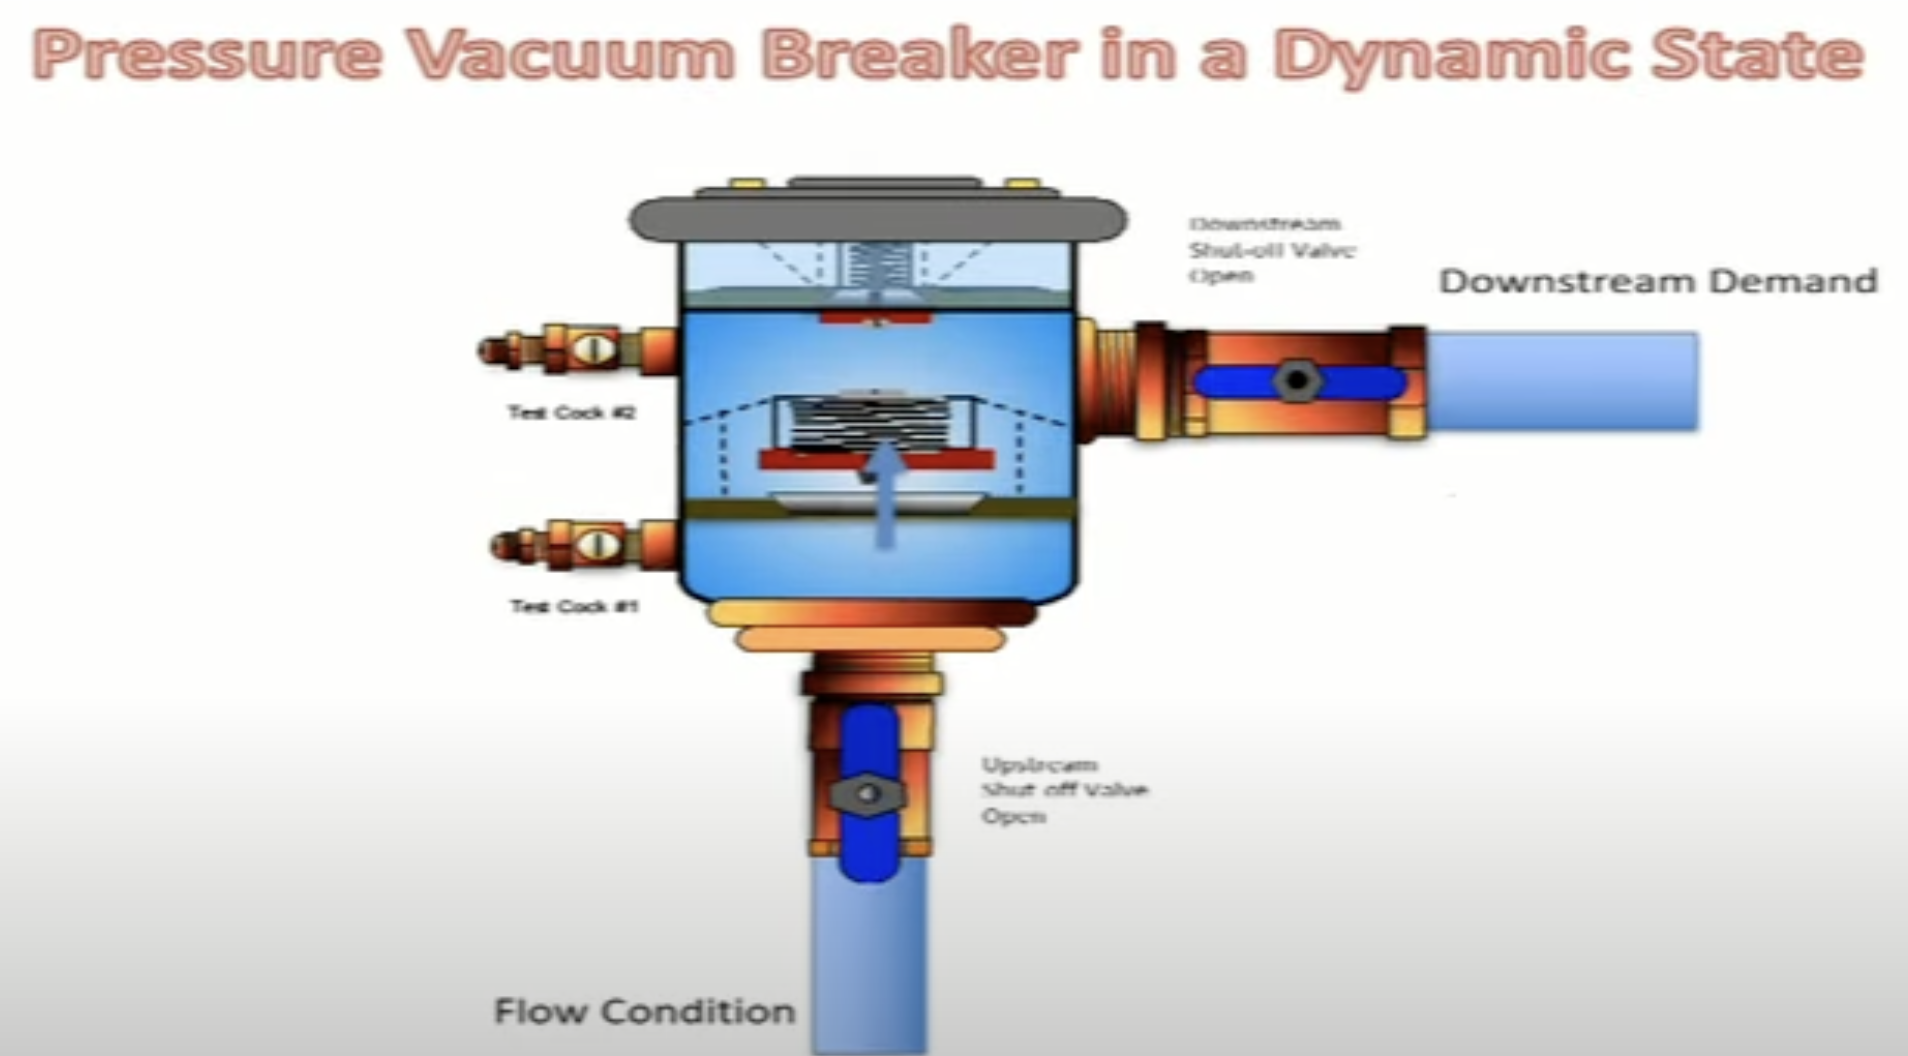 Pressure Vacuum Breaker in a Dynamic State
Downstream
Shut-off Valve
Open
Downstream Demand
Test Cock #2
Test Cock #1
Upstream
Shut off Valve
Open
Flow Condition